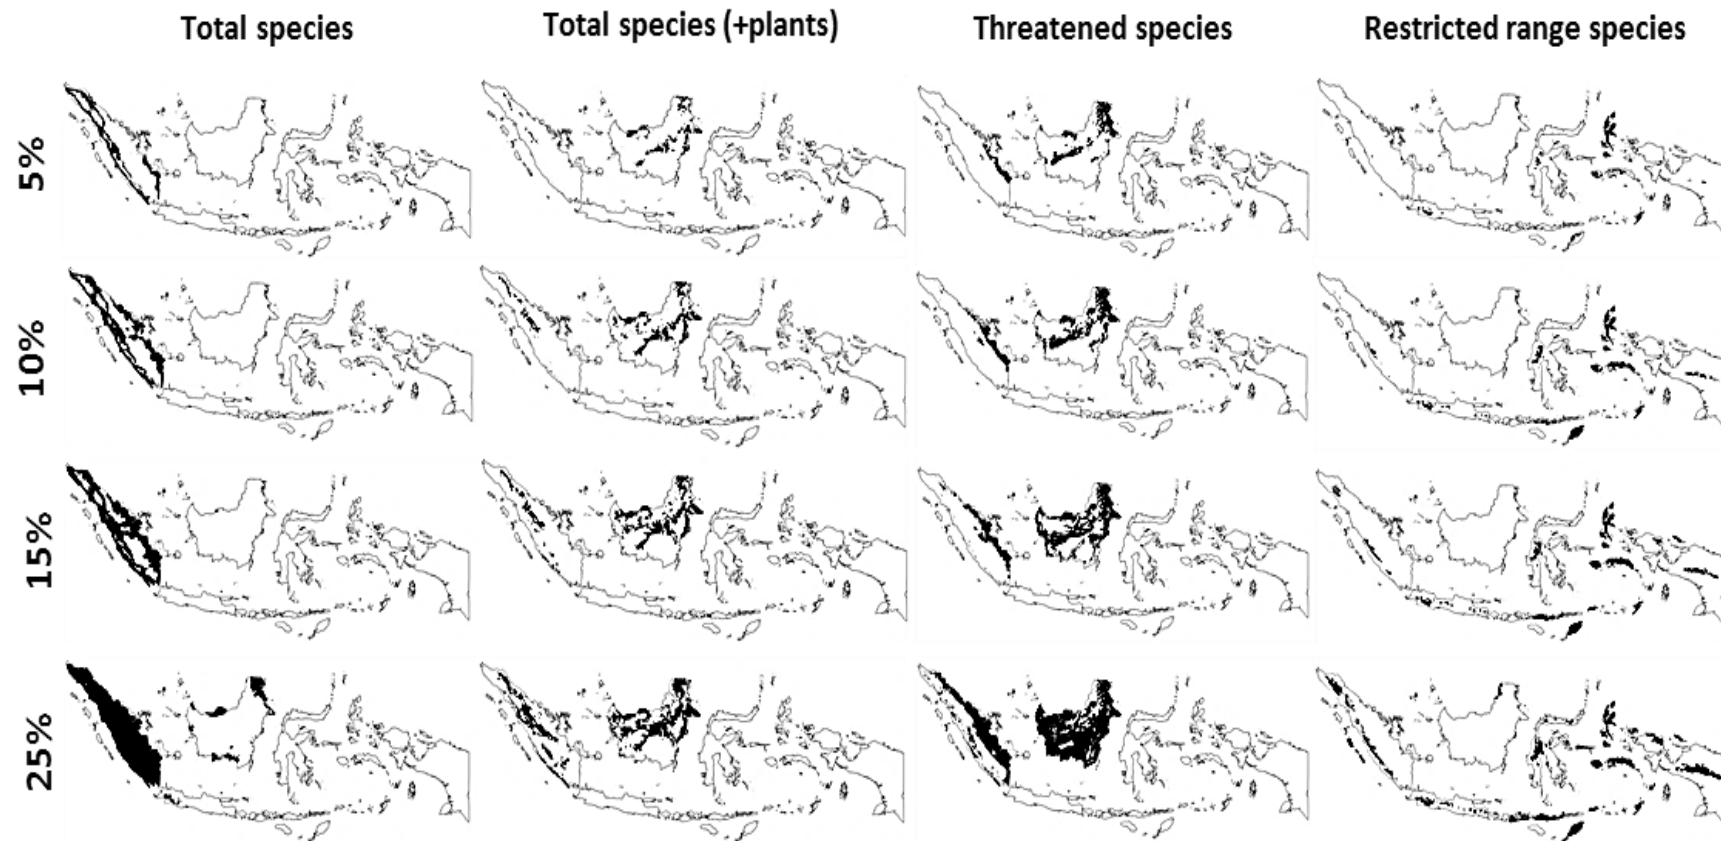 Total species
Total species (+plants)
Threatened species
Restricted range species
5%
10%
15%
25%